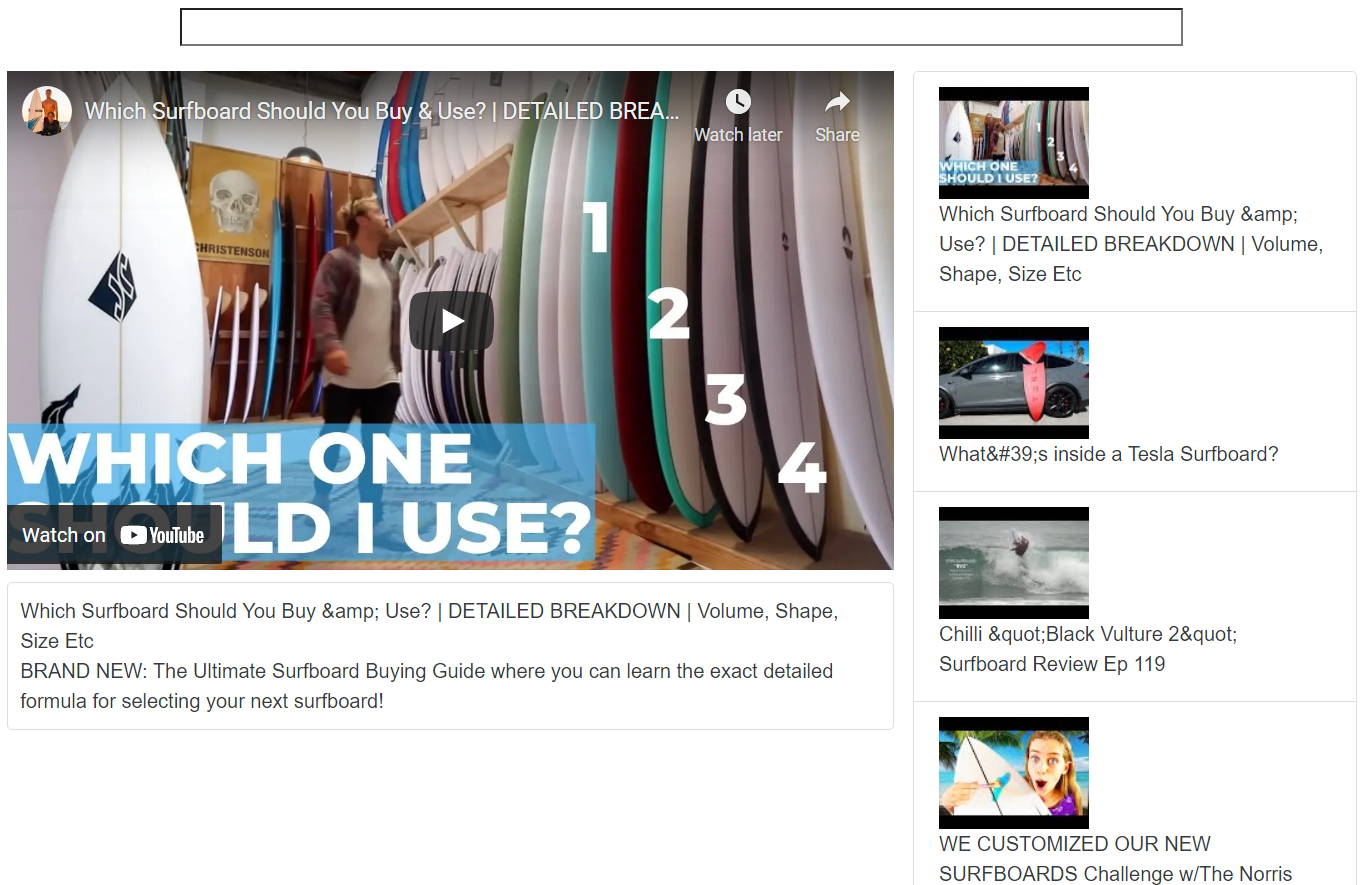 Which Surfboard Should You Buy & Use? | DETAILED BREA...
Watch later
Share
CHRISTENSON
JS
1
2
3
4
WHICH ONE
SHOULD I USE?
Watch on YouTube
Which Surfboard Should You Buy &amp; Use? | DETAILED BREAKDOWN | Volume, Shape,
Size Etc
BRAND NEW: The Ultimate Surfboard Buying Guide where you can learn the exact detailed
formula for selecting your next surfboard!
1
2
3
4
WHICH ONE
SHOULD I USE?
Which Surfboard Should You Buy &amp;
Use? | DETAILED BREAKDOWN | Volume,
Shape, Size Etc
What&#39;s inside a Tesla Surfboard?
Chilli &quot;Black Vulture 2&quot;
Surfboard Review Ep 119
WE CUSTOMIZED OUR NEW
SURFBOARDS Challenge w/The Norris